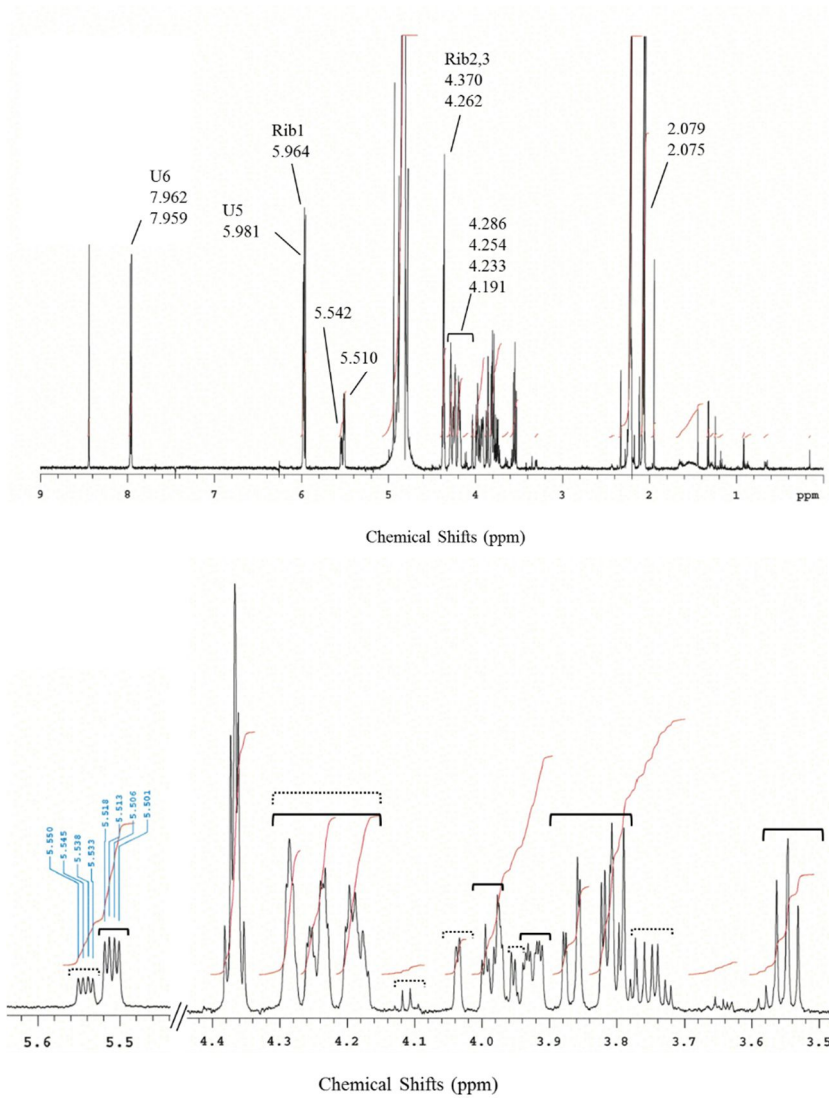 Rib2,3
4.370
4.262
Rib1
5.964
2.079
2.075
U6
7.962
7.959
U5
5.981
4.286
4.254
4.233
4.191
5.542
5.510
9 8 7 6 5 4 3 2 1 ppm
Chemical Shifts (ppm)
5.550
5.545
5.538
5.533
5.518
5.513
5.506
5.501
5.6 5.5 4.4 4.3 4.2 4.1 4.0 3.9 3.8 3.7 3.6 3.5
Chemical Shifts (ppm)